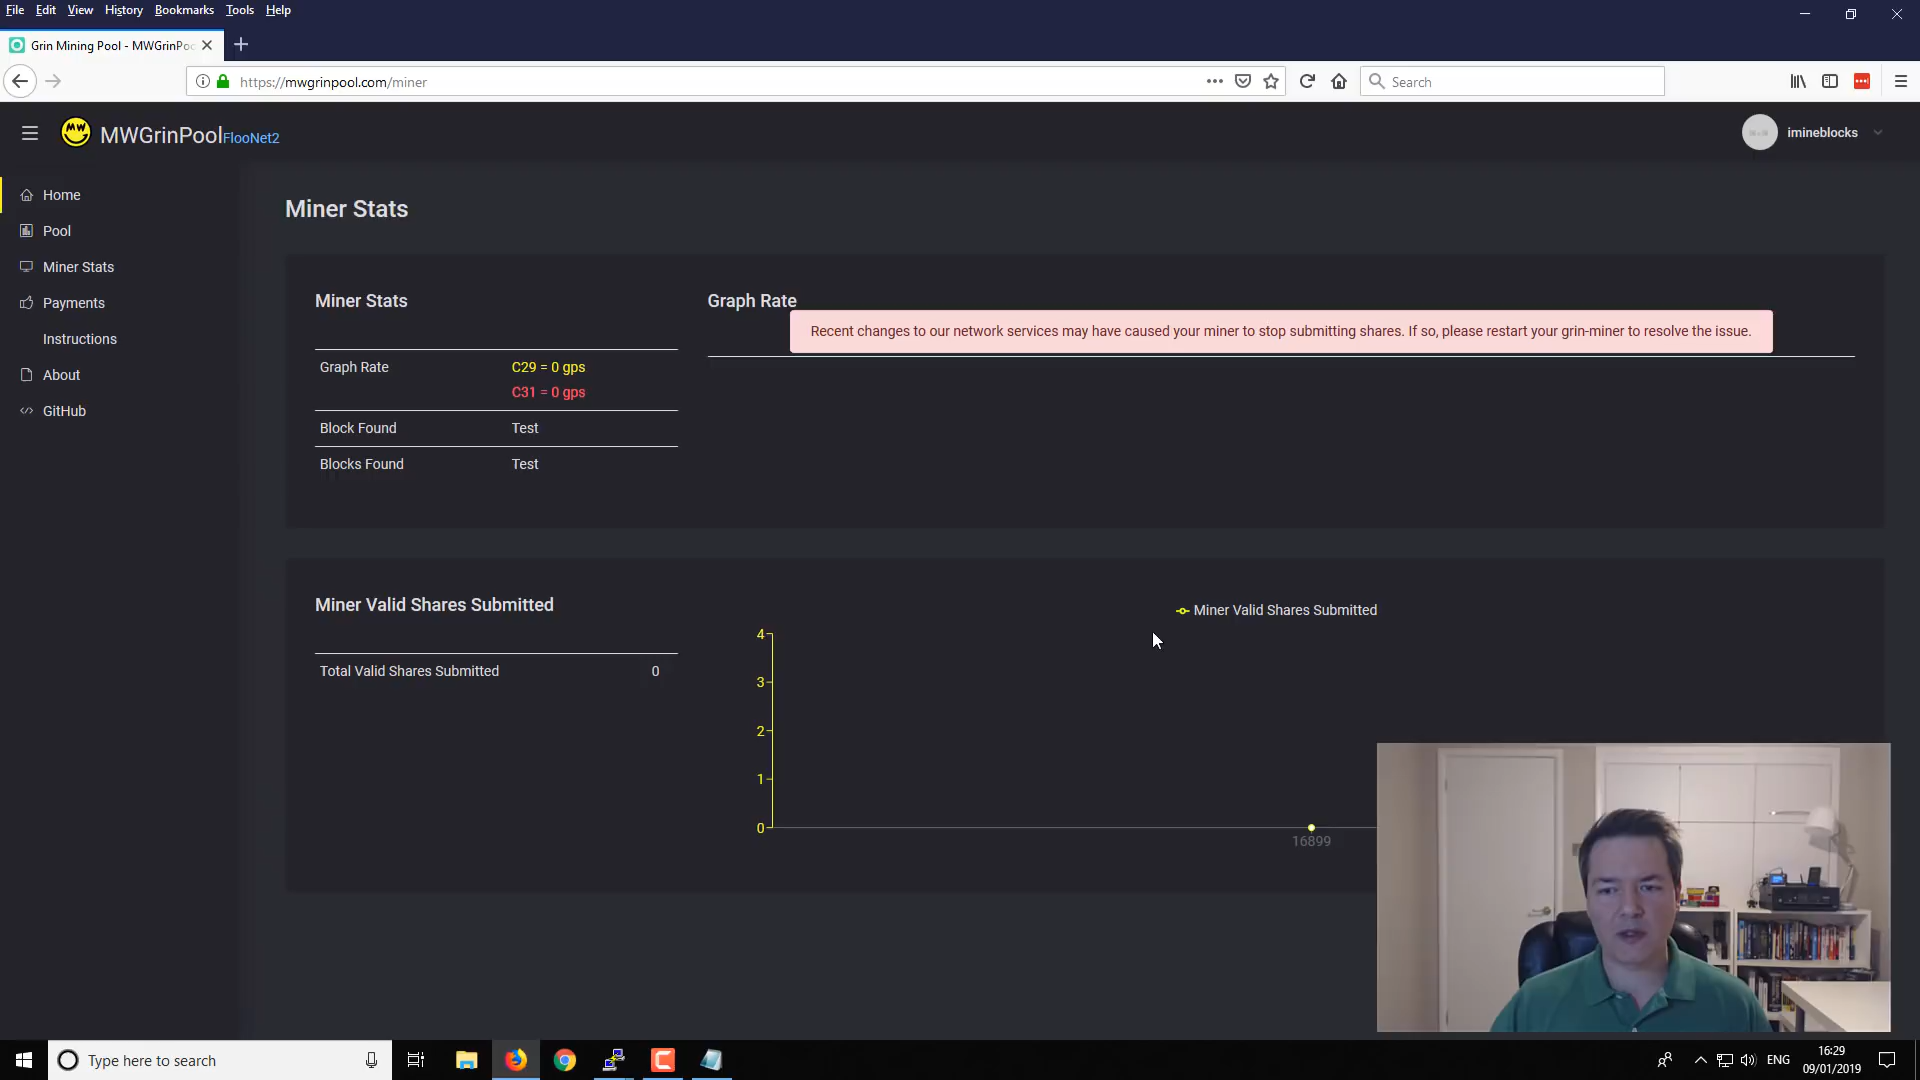 File Edit View History Bookmarks Tools Help
Grin Mining Pool - MWGrinPoo
https://mwgrinpool.com/miner
Search
MW
MWGrinPoolFlooNet2
imineblocks
Home
Pool
Miner Stats
Payments
Instructions
About
GitHub
Miner Stats
Miner Stats
Graph Rate
Recent changes to our network services may have caused your miner to stop submitting shares. If so, please restart your grin-miner to resolve the issue.
Graph Rate C29 = 0 gps
C31 = 0 gps
Block Found Test
Blocks Found Test
Miner Valid Shares Submitted
Total Valid Shares Submitted 0
Miner Valid Shares Submitted
4
3
2
1
0
16899
Type here to search
ENG
16:29
09/01/2019